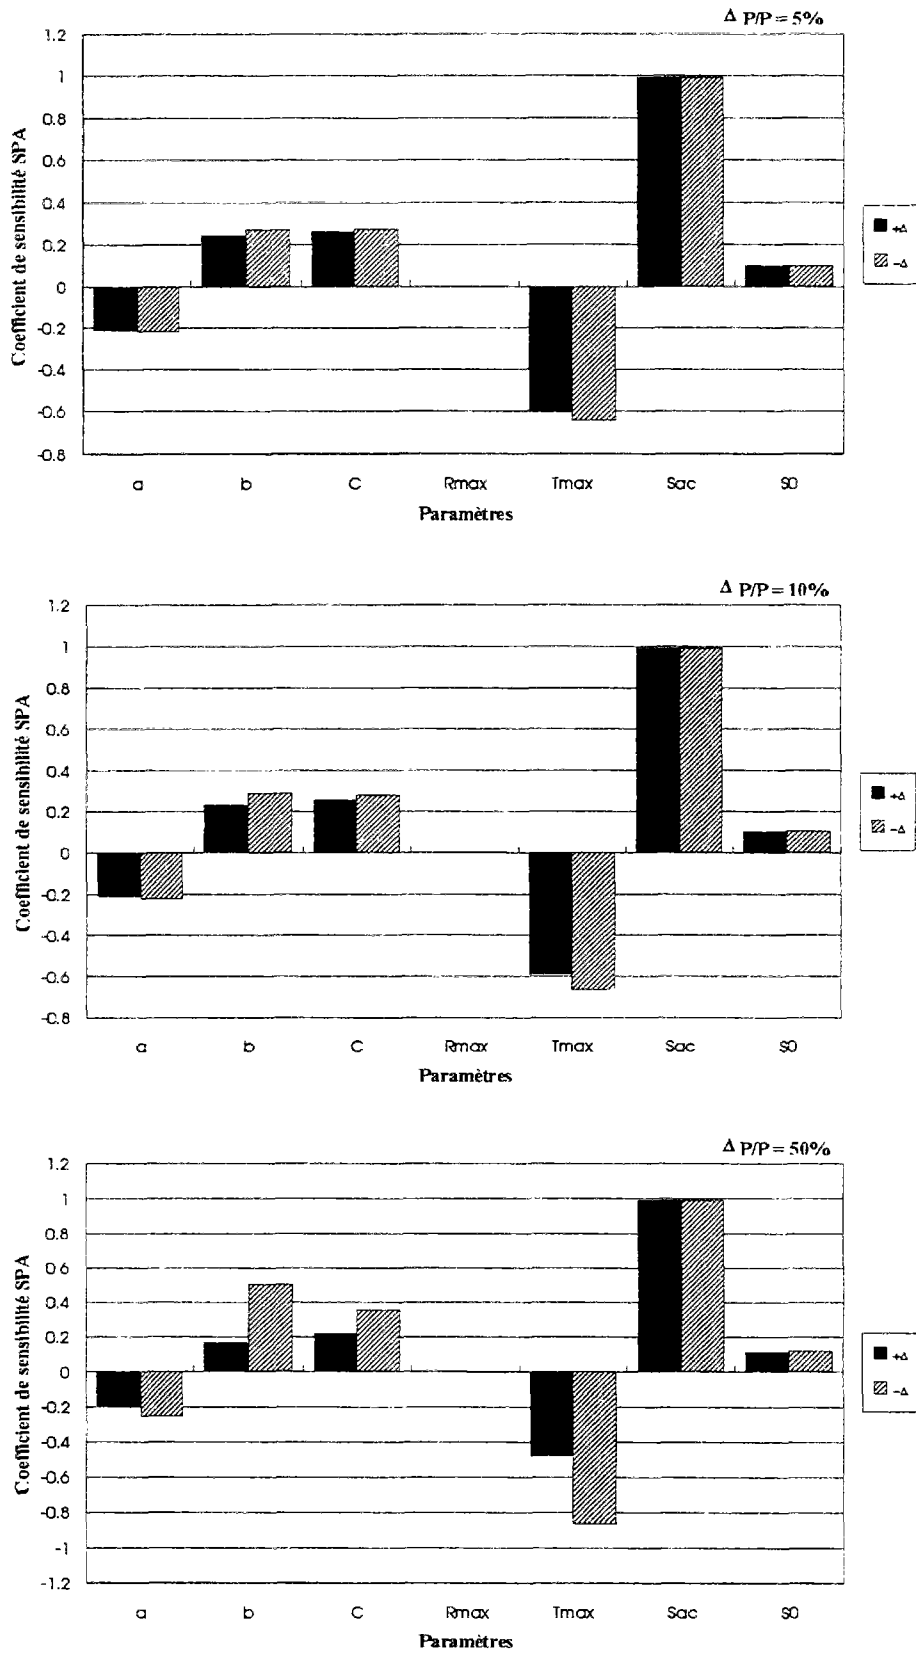 Δ P/P = 5%
Coefficient de sensibilité SPA
1.2
1
0.8
0.6
0.4
0.2
0
-0.2
-0.4
-0.6
-0.8
a b C Rmax Tmax Sac S0
Paramètres
+Δ
-Δ
Δ P/P = 10%
Coefficient de sensibilité SPA
1.2
1
0.8
0.6
0.4
0.2
0
-0.2
-0.4
-0.6
-0.8
a b C Rmax Tmax Sac S0
Paramètres
+Δ
-Δ
Δ P/P = 50%
Coefficient de sensibilité SPA
1.2
1
0.8
0.6
0.4
0.2
0
-0.2
-0.4
-0.6
-0.8
-1
-1.2
a b C Rmax Tmax Sac S0
Paramètres
+Δ
-Δ